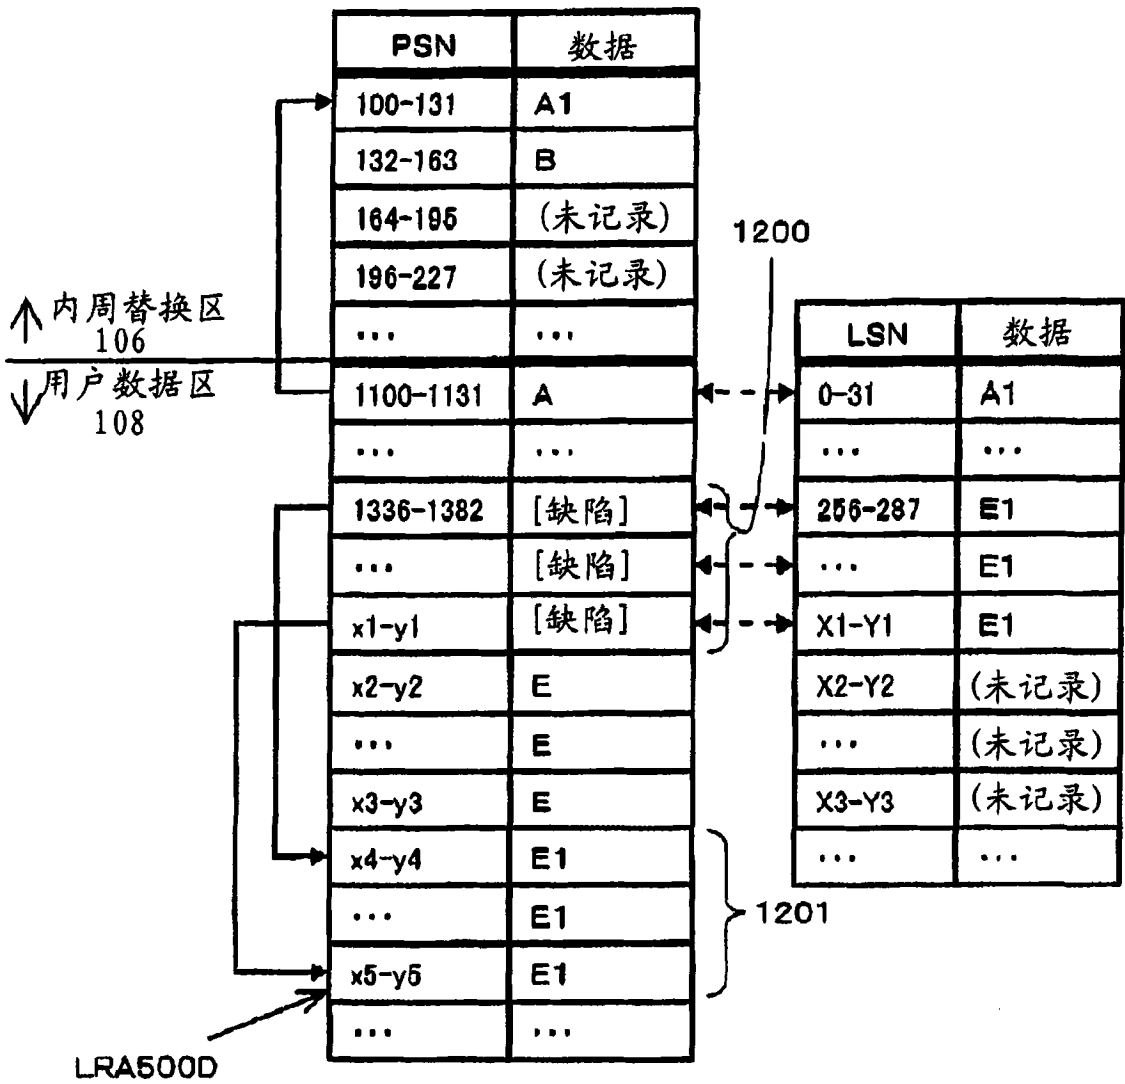 PSN 数据
100-131 A1
132-163 B
164-195 (未记录)
196-227 (未记录)
... ...
1100-1131 A
... ...
1336-1382 [缺陷]
... [缺陷]
x1-y1 [缺陷]
x2-y2 E
... E
x3-y3 E
x4-y4 E1
... E1
x5-y5 E1
... ...
内周替换区
106
用户数据区
108
1200
LSN 数据
0-31 A1
... ...
256-287 E1
... E1
X1-Y1 E1
X2-Y2 (未记录)
... (未记录)
X3-Y3 (未记录)
... ...
1201
LRA500D